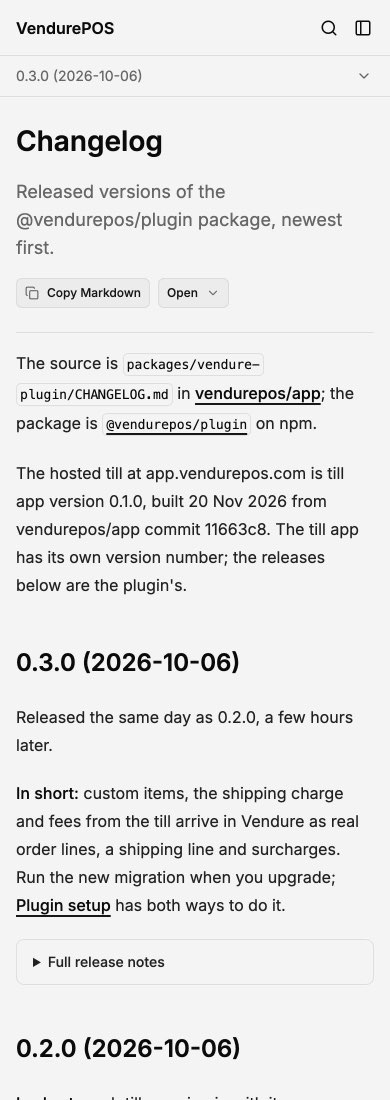 VendurePOS
0.3.0 (2026-10-06)
Changelog
Released versions of the
@vendurepos/plugin package, newest
first.
Copy Markdown Open
The source is packages/vendure-
plugin/CHANGELOG.md in vendurepos/app; the
package is @vendurepos/plugin on npm.
The hosted till at app.vendurepos.com is till
app version 0.1.0, built 20 Nov 2026 from
vendurepos/app commit 11663c8. The till app
has its own version number; the releases
below are the plugin's.
0.3.0 (2026-10-06)
Released the same day as 0.2.0, a few hours
later.
In short: custom items, the shipping charge
and fees from the till arrive in Vendure as real
order lines, a shipping line and surcharges.
Run the new migration when you upgrade;
Plugin setup has both ways to do it.
Full release notes
0.2.0 (2026-10-06)